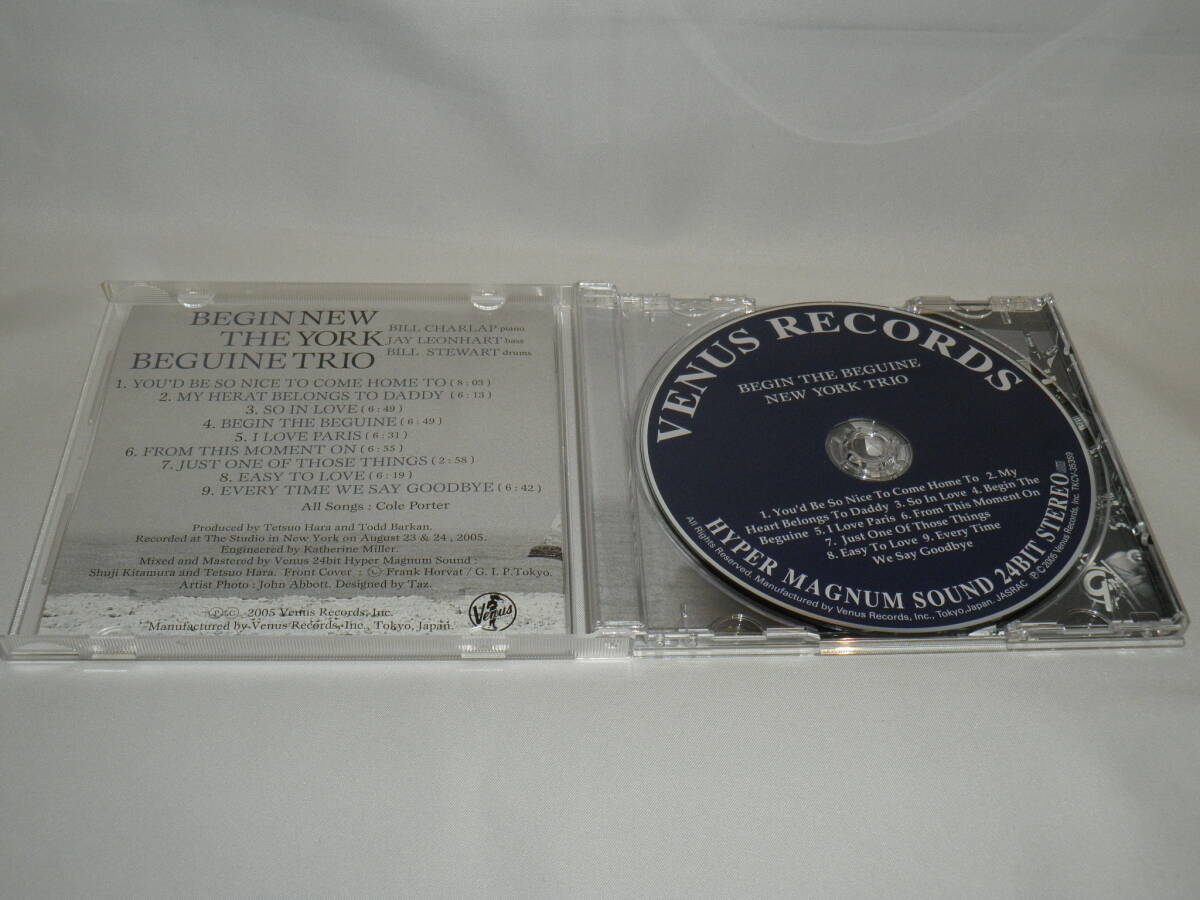 BEGIN NEW
THE YORK
BEGUINE TRIO
BILL CHARLAP piano
JAY LEONHART bass
BILL STEWART drums
1. YOU'D BE SO NICE TO COME HOME TO ( 8 : 03 )
2. MY HERAT BELONGS TO DADDY ( 6 : 13 )
3. SO IN LOVE ( 6 : 49 )
4. BEGIN THE BEGUINE ( 6 : 49 )
5. I LOVE PARIS ( 6 : 31 )
6. FROM THIS MOMENT ON ( 6 : 55 )
7. JUST ONE OF THOSE THINGS ( 2 : 58 )
8. EASY TO LOVE ( 6 : 19 )
9. EVERY TIME WE SAY GOODBYE ( 6 : 42 )
All Songs : Cole Porter
Produced by Tetsuo Hara and Todd Barkan.
Recorded at The Studio in New York on August 23 & 24 , 2005.
Engineered by Katherine Miller.
Mixed and Mastered by Venus 24bit Hyper Magnum Sound :
Shuji Kitamura and Tetsuo Hara. Front Cover : © Frank Horvat / G. I. P.Tokyo.
Artist Photo : John Abbott. Designed by Taz.
℗&© 2005 Venus Records, Inc.
Manufactured by Venus Records, Inc., Tokyo, Japan.
Venus
VENUS RECORDS
BEGIN THE BEGUINE
NEW YORK TRIO
1. You'd Be So Nice To Come Home To 2. My
Heart Belongs To Daddy 3. So In Love 4. Begin The
Beguine 5. I Love Paris 6. From This Moment On
7. Just One Of Those Things
8. Easy To Love 9. Every Time
We Say Goodbye
HYPER MAGNUM SOUND 24BIT STEREO
All Rights Reserved. Manufactured by Venus Records, Inc., Tokyo, Japan. JASRAC ℗©2005 Venus Records, Inc. TKCV-35359